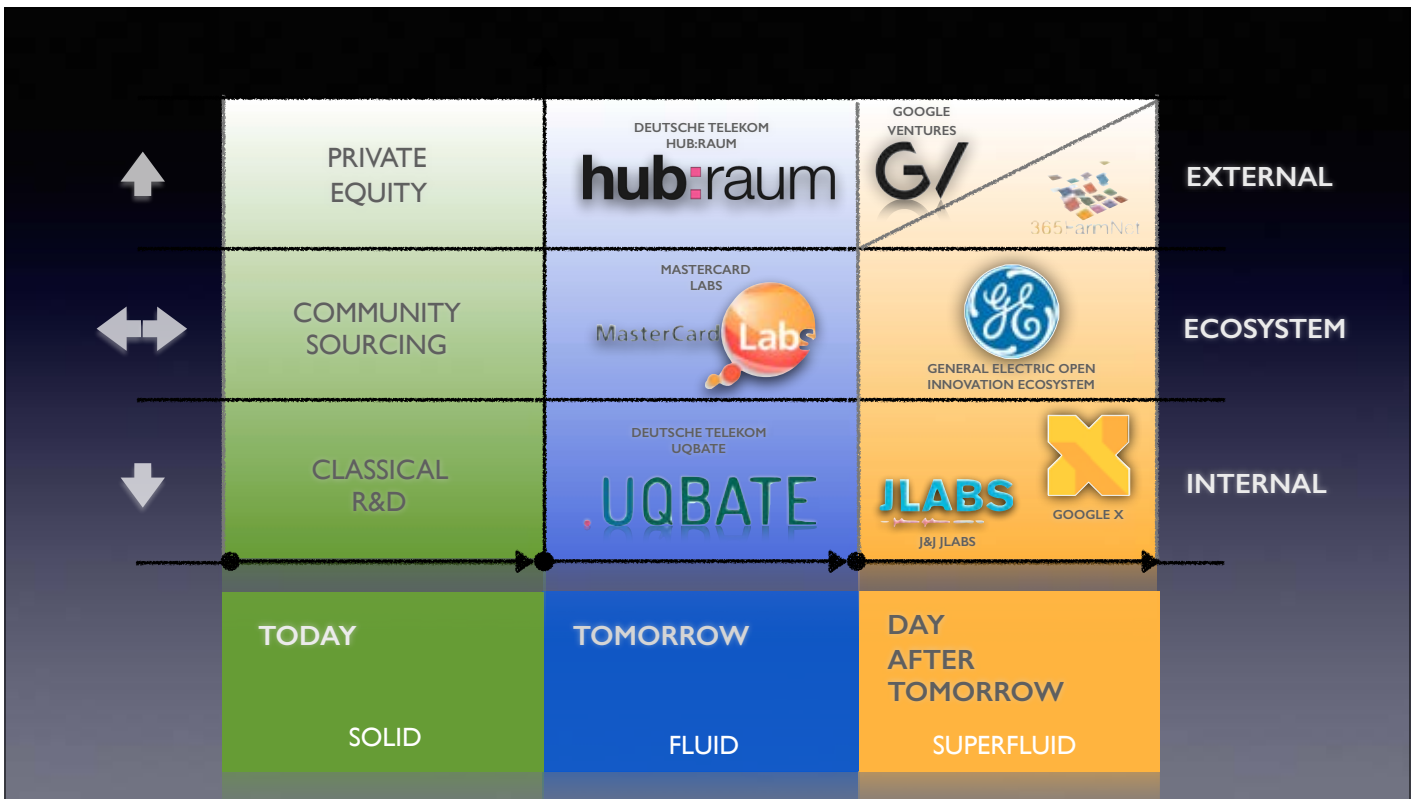 PRIVATE
EQUITY
DEUTSCHE TELEKOM
HUB:RAUM
hub:raum
GOOGLE
VENTURES
G/
365FarmNet
EXTERNAL
COMMUNITY
SOURCING
MASTERCARD
LABS
MasterCard Labs
GE
GENERAL ELECTRIC OPEN
INNOVATION ECOSYSTEM
ECOSYSTEM
CLASSICAL
R&D
DEUTSCHE TELEKOM
UQBATE
.UQBATE
JLABS
J&J JLABS
X
GOOGLE X
INTERNAL
TODAY
SOLID
TOMORROW
FLUID
DAY
AFTER
TOMORROW
SUPERFLUID